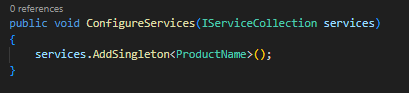 0 references
public void ConfigureServices(IServiceCollection services)
{
    services.AddSingleton<ProductName>();
}